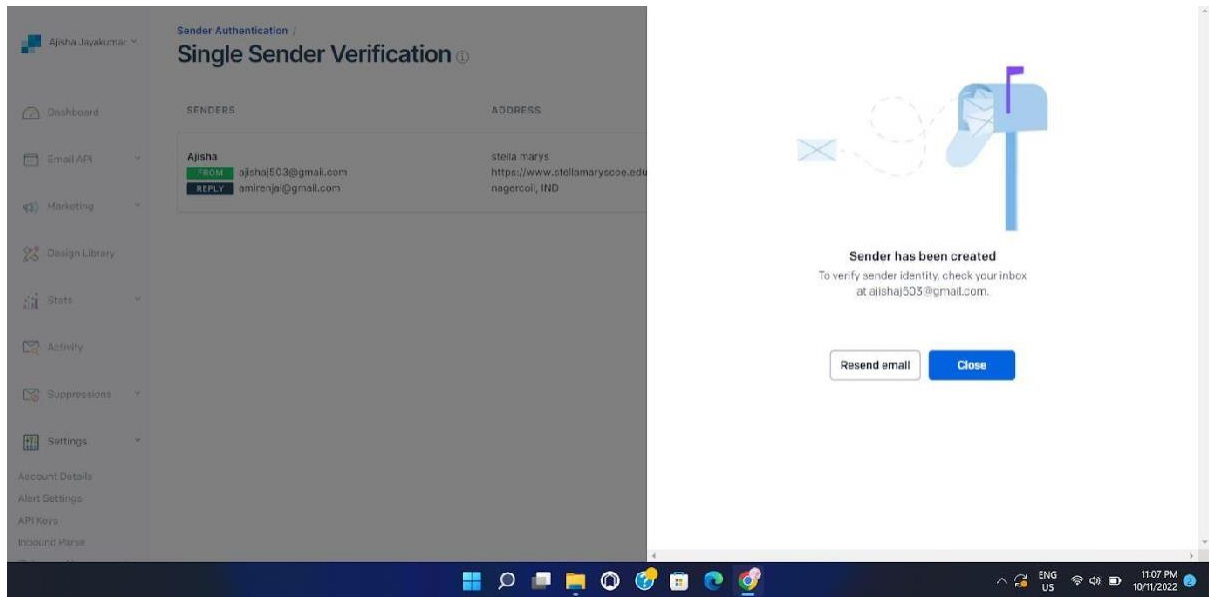 Ajisha Jayakumar
Dashboard
Email API
Marketing
Design Library
Stats
Activity
Suppressions
Settings
Account Details
Alert Settings
API Keys
Inbound Parse
Sender Authentication /
Single Sender Verification
SENDERS
ADDRESS
Ajisha
FROM ajishaj503@gmail.com
REPLY amirenjai@gmail.com
stella marys
https://www.stellamaryscoe.edu
nagercoil, IND
Sender has been created
To verify sender identity, check your inbox
at ajishaj503@gmail.com.
Resend email
Close
ENG
US
11:07 PM
10/11/2022
2